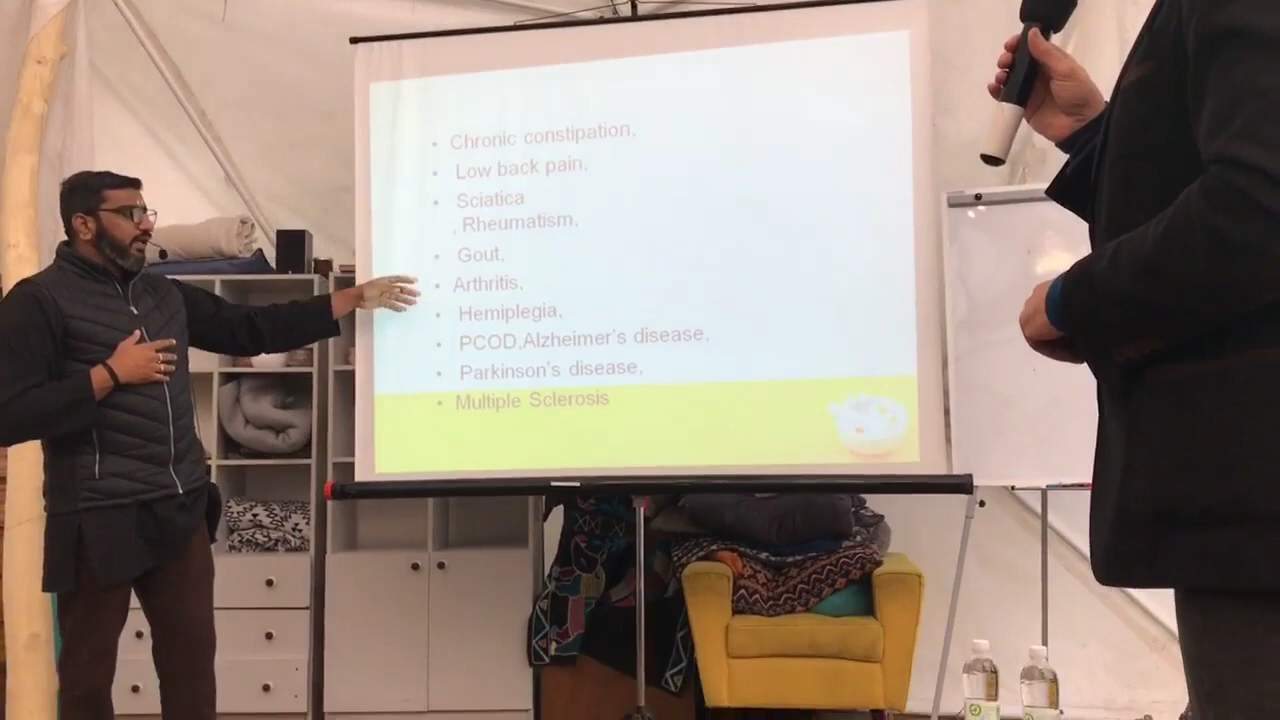 • Chronic constipation,
• Low back pain,
• Sciatica
, Rheumatism,
• Gout,
• Arthritis,
• Hemiplegia,
• PCOD,Alzheimer's disease,
• Parkinson's disease,
• Multiple Sclerosis